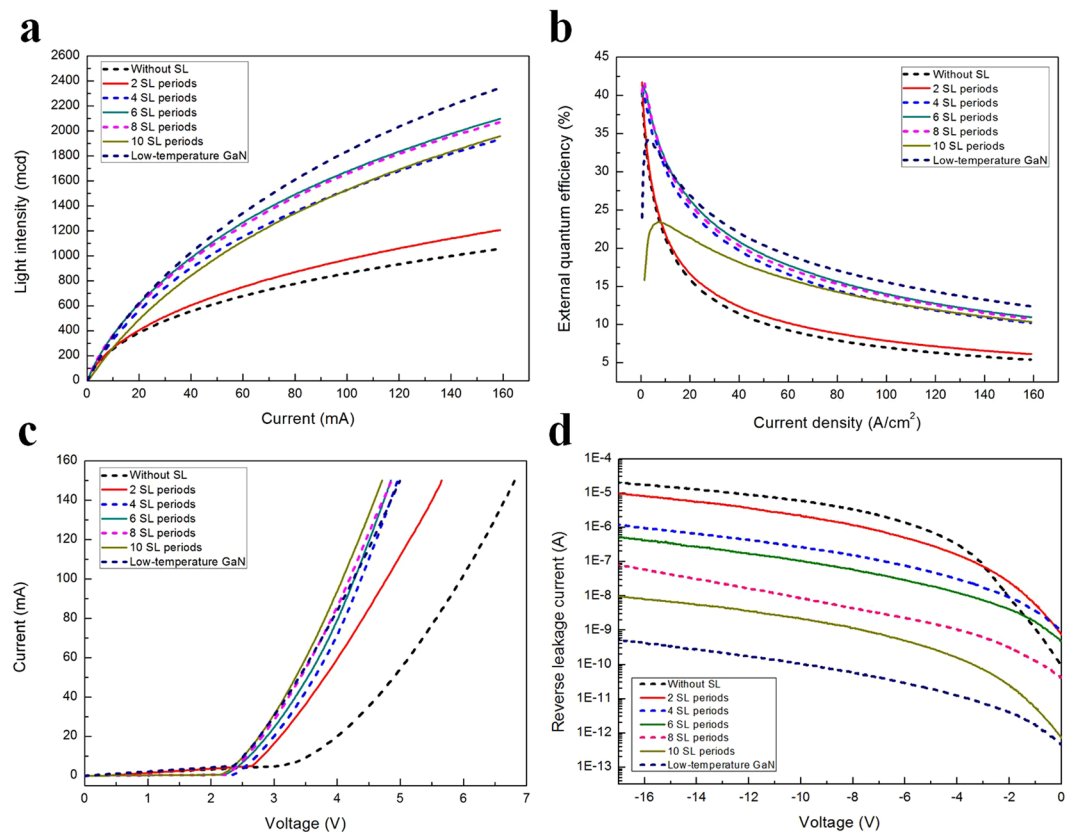 a
Light intensity (mcd)
2600
2400
2200
2000
1800
1600
1400
1200
1000
800
600
400
200
0
Without SL
2 SL periods
4 SL periods
6 SL periods
8 SL periods
10 SL periods
Low-temperature GaN
0 20 40 60 80 100 120 140 160
Current (mA)
b
External quantum efficiency (%)
45
40
35
30
25
20
15
10
5
Without SL
2 SL periods
4 SL periods
6 SL periods
8 SL periods
10 SL periods
Low-temperature GaN
0 20 40 60 80 100 120 140 160
Current density (A/cm²)
c
Current (mA)
160
140
120
100
80
60
40
20
0
Without SL
2 SL periods
4 SL periods
6 SL periods
8 SL periods
10 SL periods
Low-temperature GaN
0 1 2 3 4 5 6 7
Voltage (V)
d
Reverse leakage current (A)
1E-4
1E-5
1E-6
1E-7
1E-8
1E-9
1E-10
1E-11
1E-12
1E-13
Without SL
2 SL periods
4 SL periods
6 SL periods
8 SL periods
10 SL periods
Low-temperature GaN
-16 -14 -12 -10 -8 -6 -4 -2 0
Voltage (V)